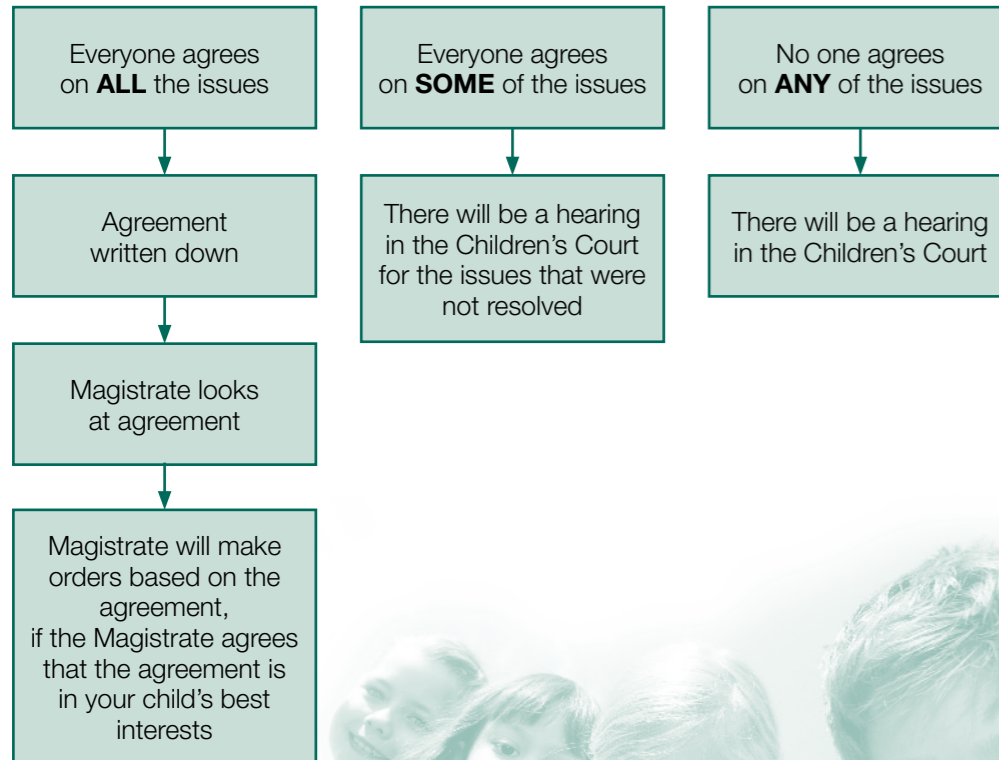 Everyone agrees
on ALL the issues
Agreement
written down
Magistrate looks
at agreement
Magistrate will make
orders based on the
agreement,
if the Magistrate agrees
that the agreement is
in your child’s best
interests
Everyone agrees
on SOME of the issues
There will be a hearing
in the Children’s Court
for the issues that were
not resolved
No one agrees
on ANY of the issues
There will be a hearing
in the Children’s Court